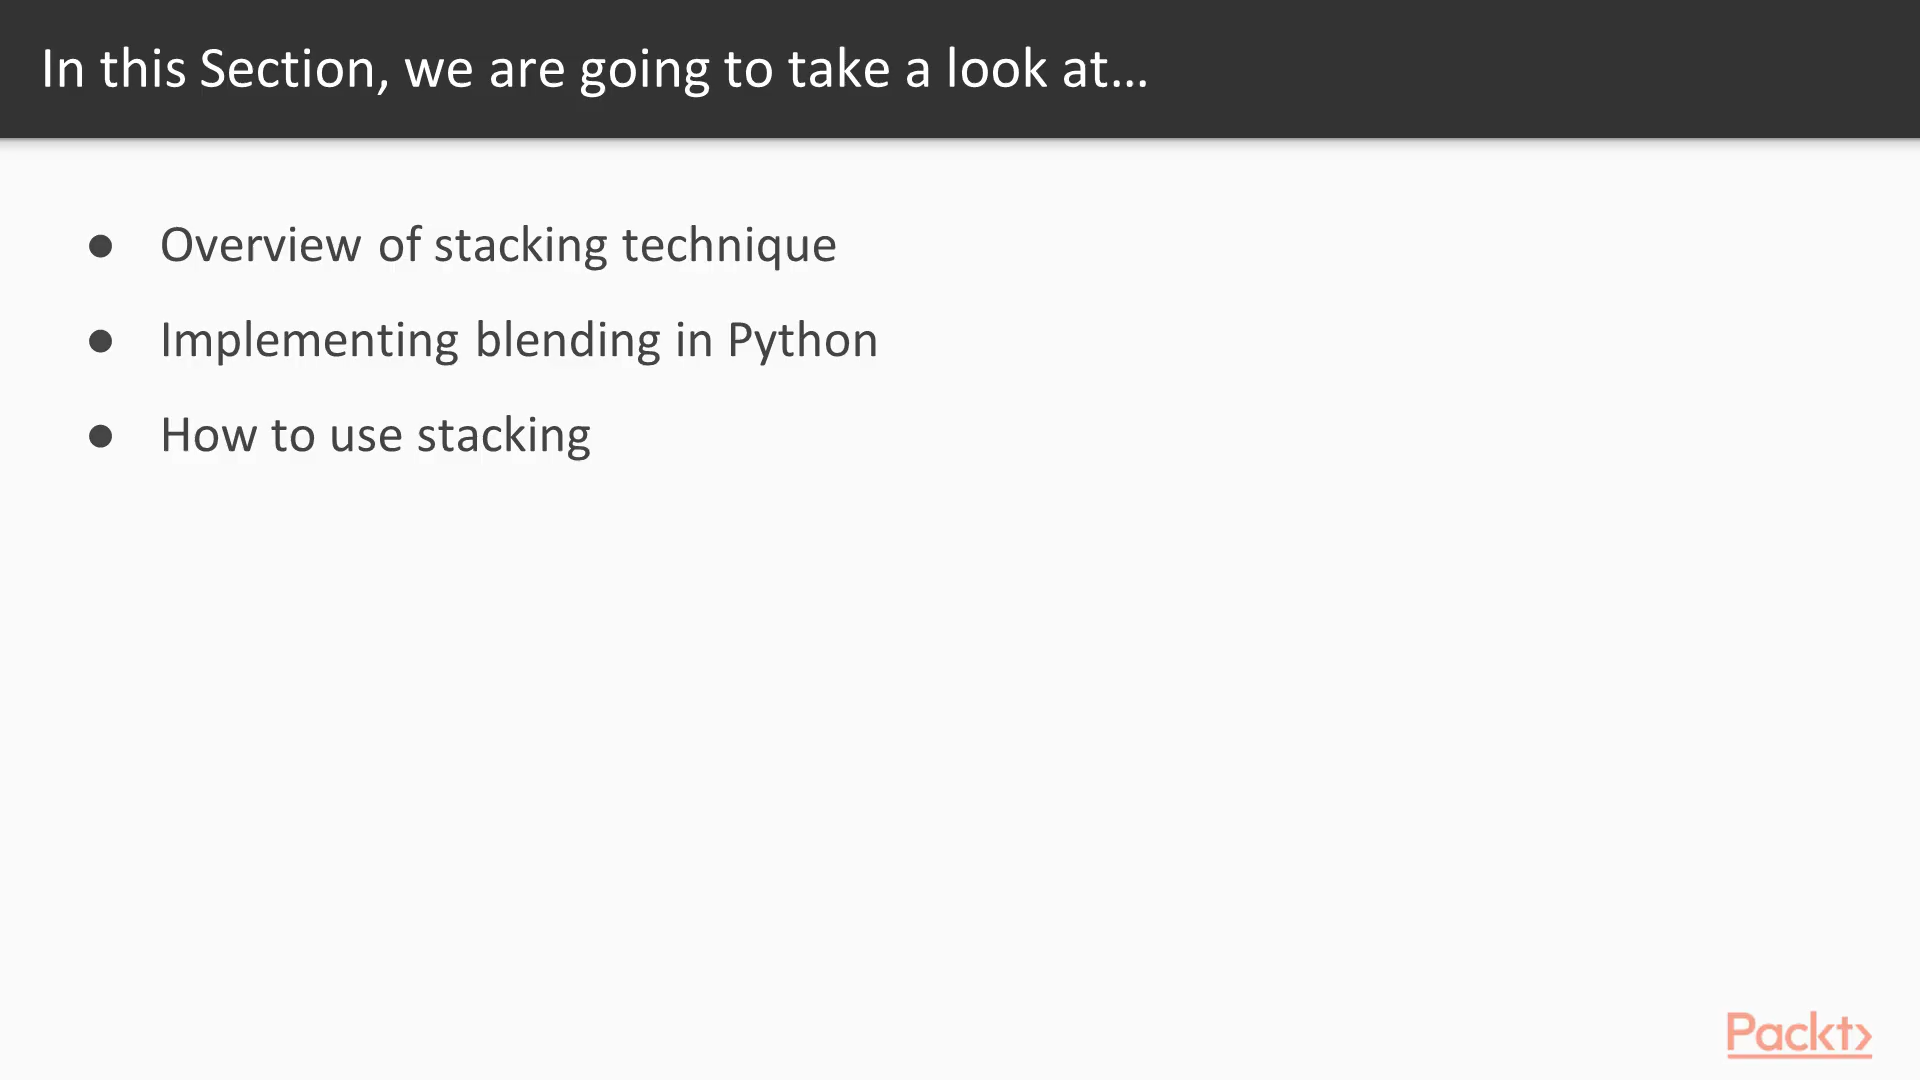 In this Section, we are going to take a look at...
● Overview of stacking technique
● Implementing blending in Python
● How to use stacking
Packt>